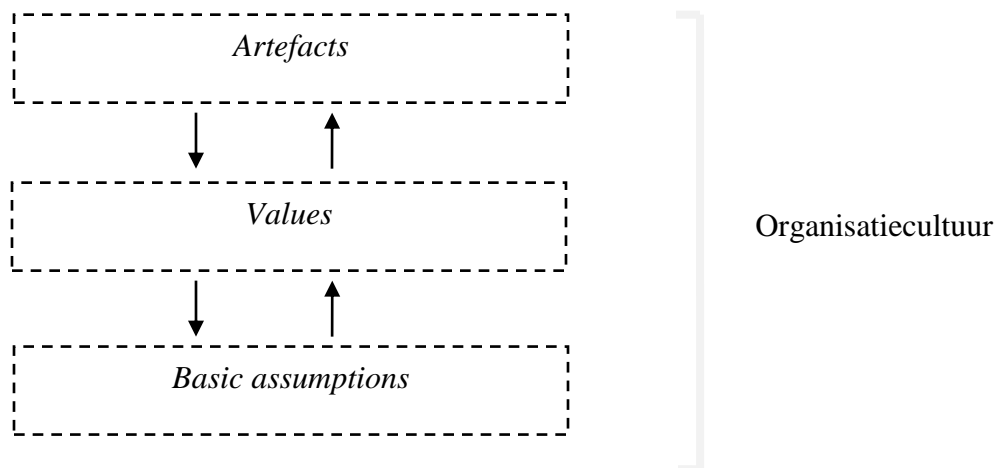 Artefacts
Values
Organisatiecultuur
Basic assumptions